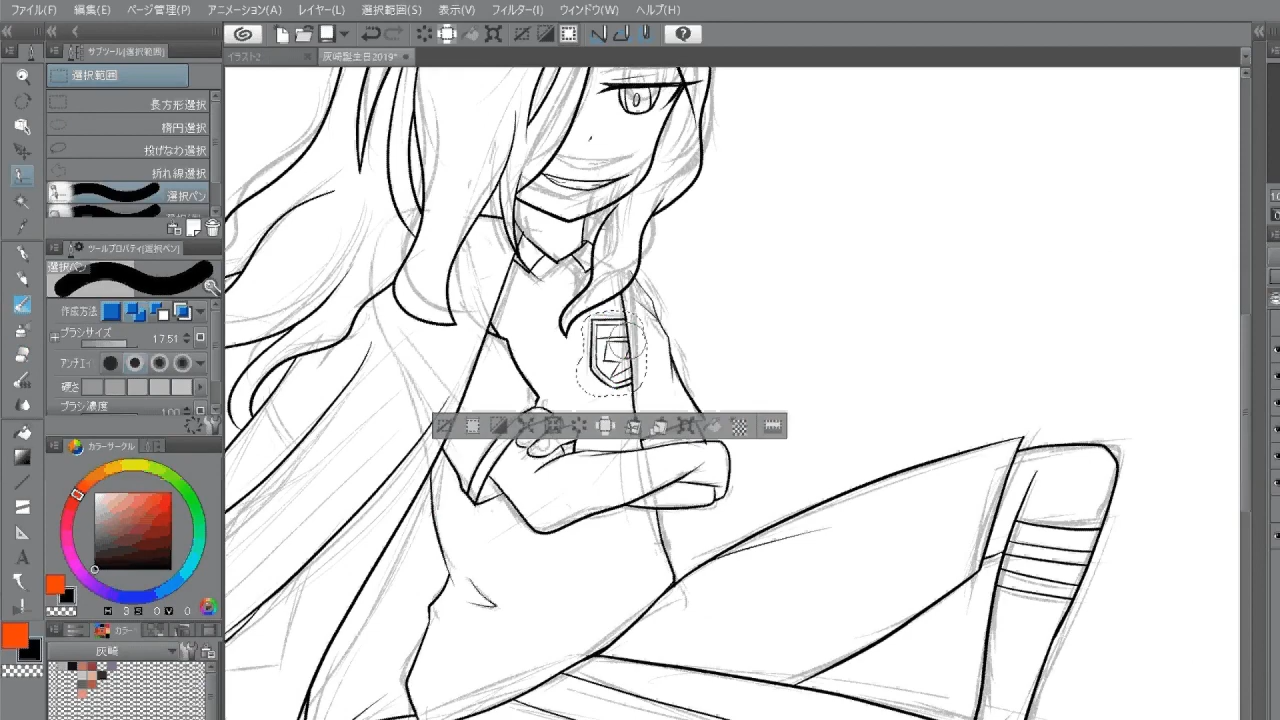 ファイル(F) 編集(E) ページ管理(P) アニメーション(A) レイヤー(L) 選択範囲(S) 表示(V) フィルター(I) ウィンドウ(W) ヘルプ(H)
サブツール[選択範囲]
イラスト2
灰崎誕生日2019*
選択範囲
長方形選択
楕円選択
投げなわ選択
折れ線選択
選択ペン
ツールプロパティ[選択ペン]
選択ペン
作成方法
ブラシサイズ 17.51
アンチエイ
硬さ
ブラシ濃度 100
カラーサークル
H 0 S 0 V 0
カラー
灰崎